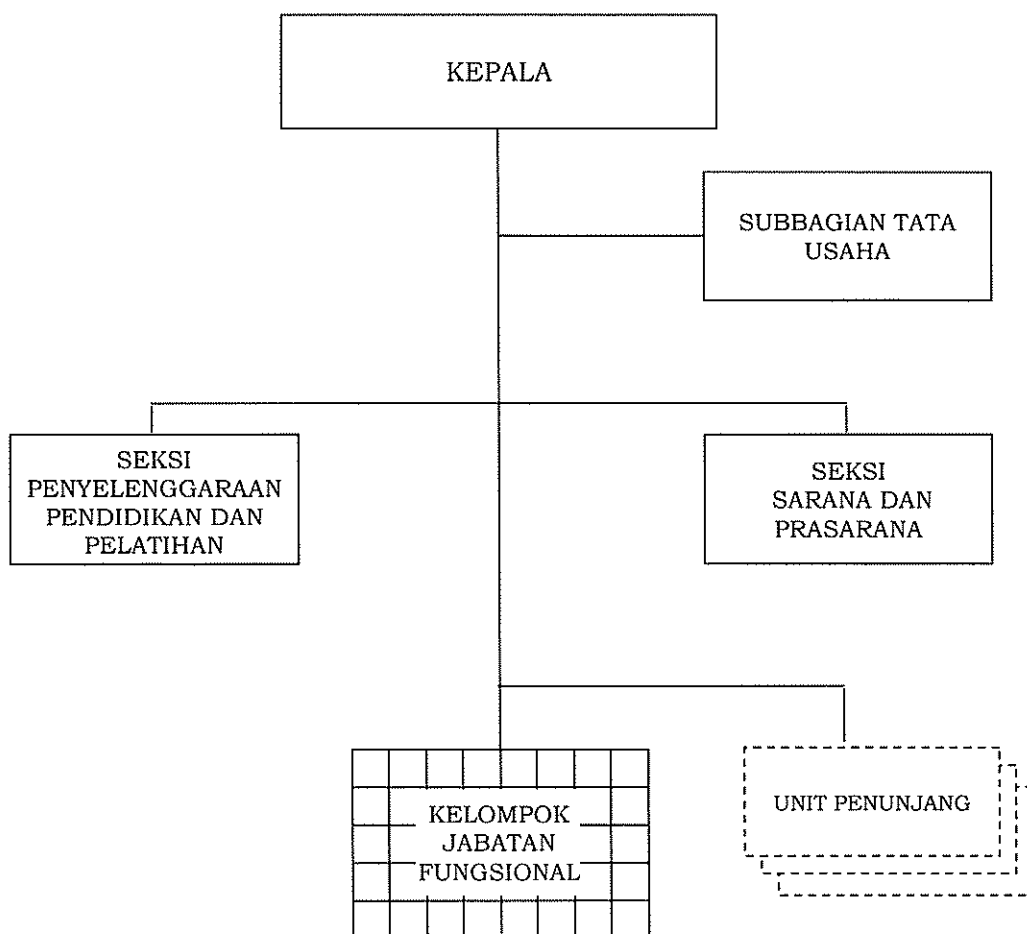 KEPALA
SUBBAGIAN TATA
USAHA
SEKSI
PENYELENGGARAAN
PENDIDIKAN DAN
PELATIHAN
SEKSI
SARANA DAN
PRASARANA
KELOMPOK
JABATAN
FUNGSIONAL
UNIT PENUNJANG